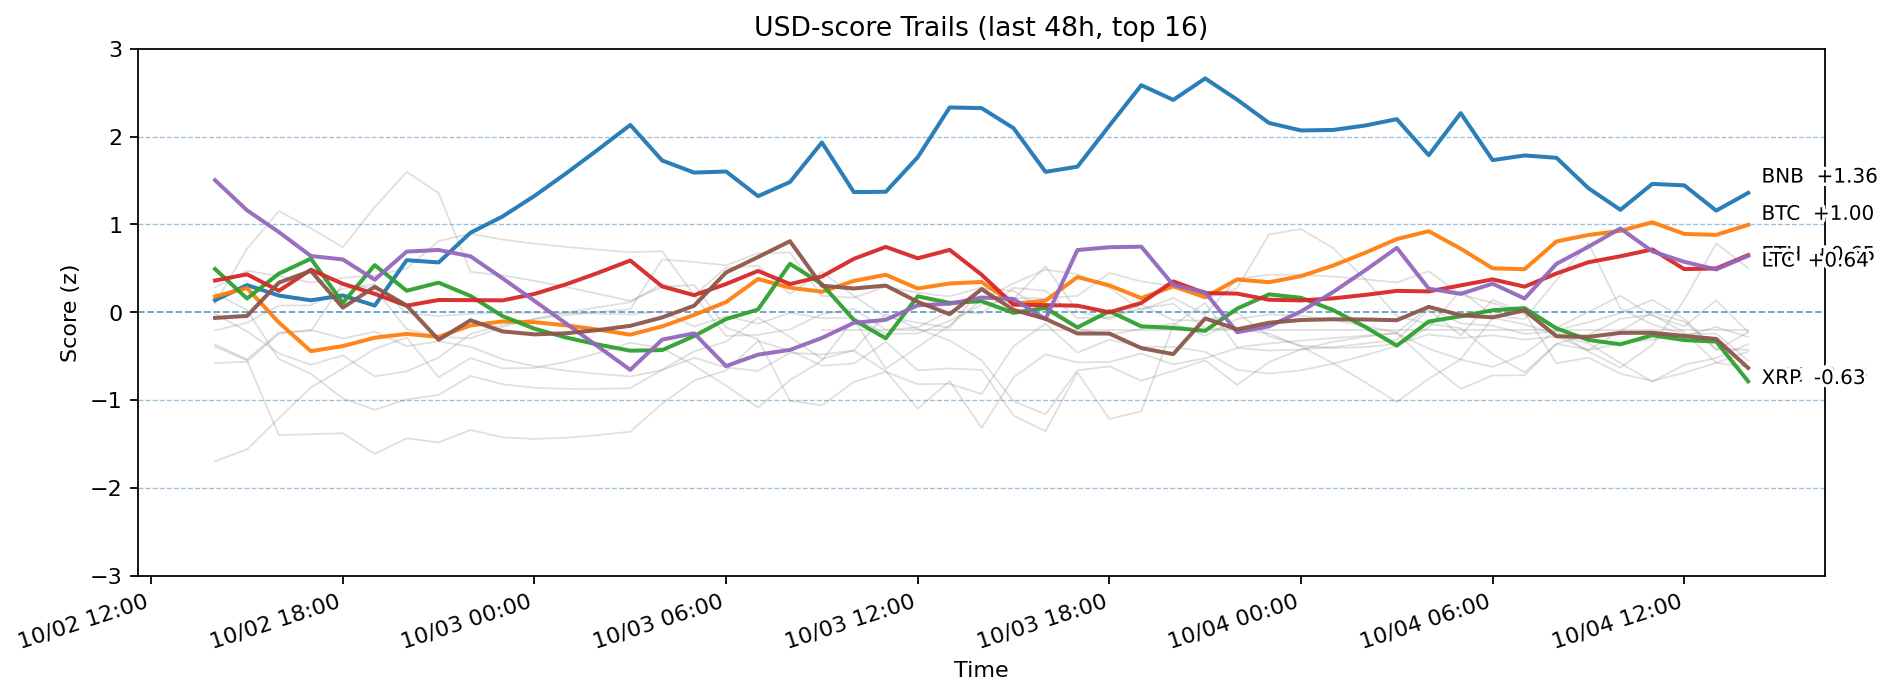 USD-score Trails (last 48h, top 16)
3
2
1
0
−1
−2
−3
Score (z)
BNB +1.36
BTC +1.00
LTC +0.64
XRP -0.63
10/02 12:00
10/02 18:00
10/03 00:00
10/03 06:00
10/03 12:00
10/03 18:00
10/04 00:00
10/04 06:00
10/04 12:00
Time